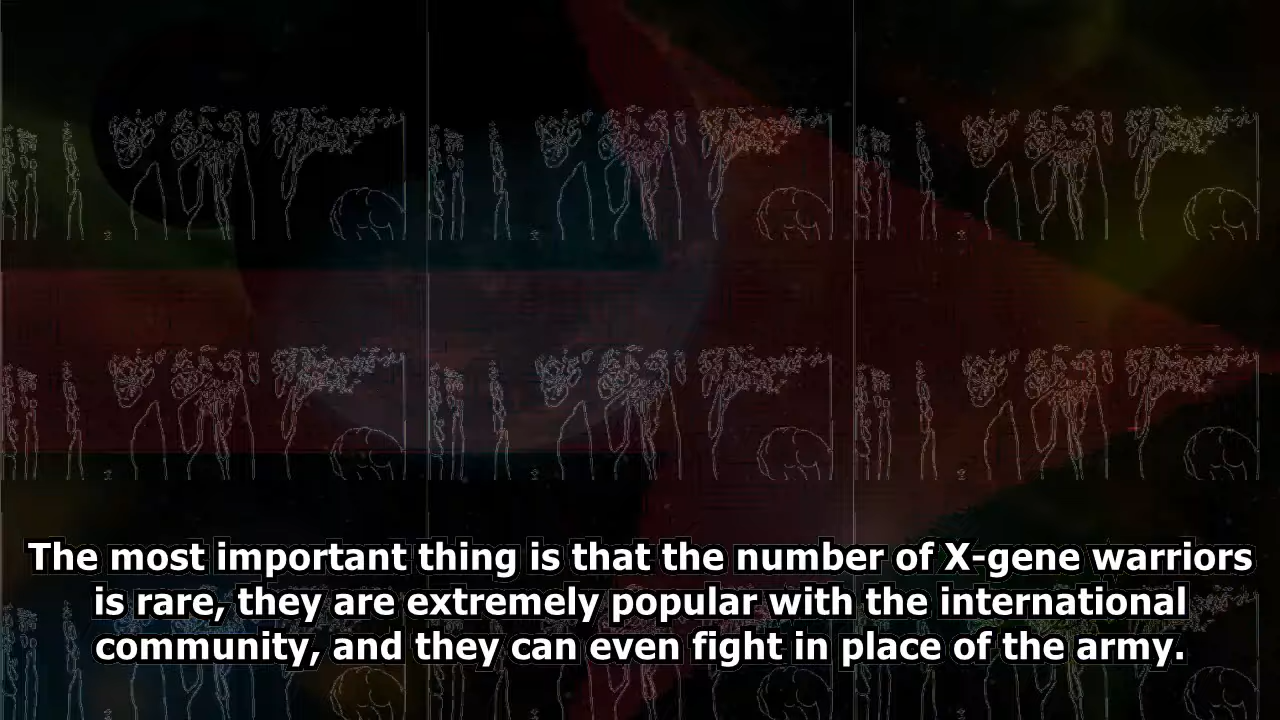 The most important thing is that the number of X-gene warriors
is rare, they are extremely popular with the international
community, and they can even fight in place of the army.